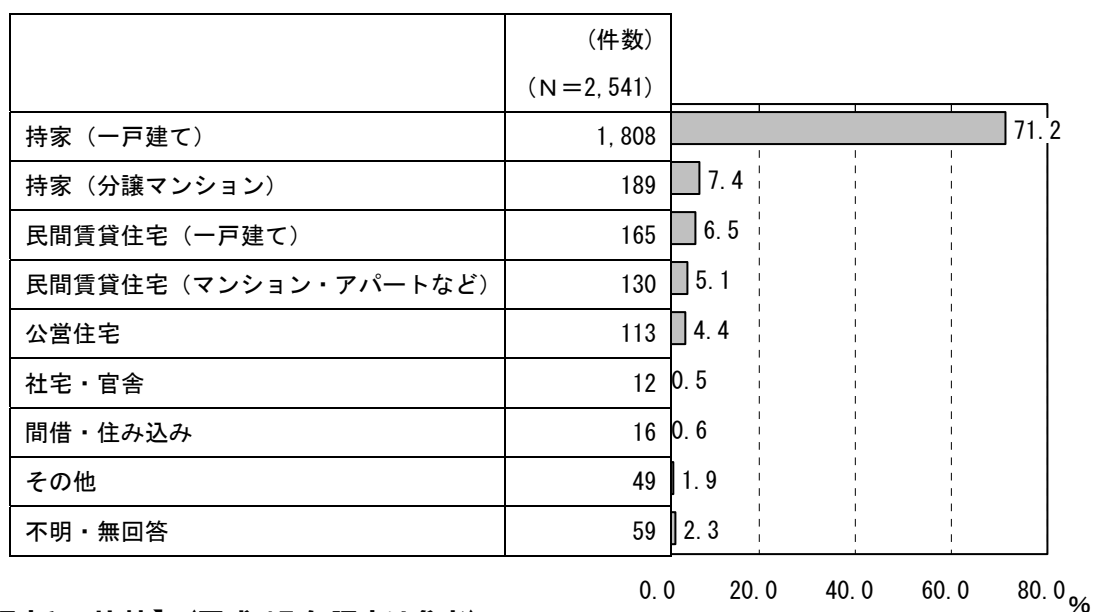 （件数）
（N＝2,541）
持家（一戸建て） 1,808 71.2
持家（分譲マンション） 189 7.4
民間賃貸住宅（一戸建て） 165 6.5
民間賃貸住宅（マンション・アパートなど） 130 5.1
公営住宅 113 4.4
社宅・官舎 12 0.5
間借・住み込み 16 0.6
その他 49 1.9
不明・無回答 59 2.3
0.0 20.0 40.0 60.0 80.0 %